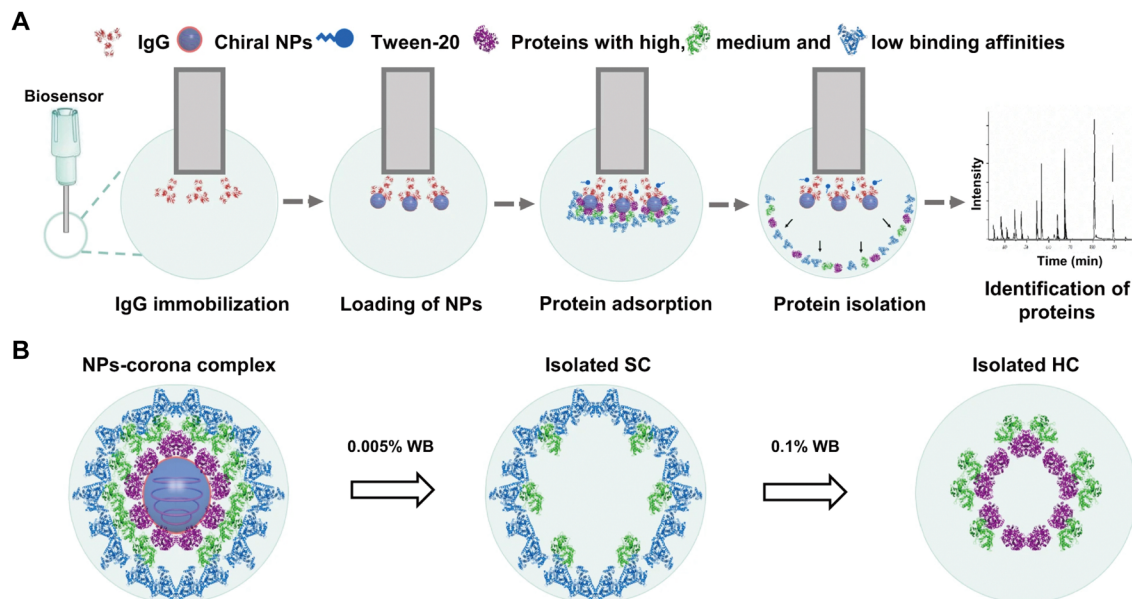 A
IgG Chiral NPs Tween-20 Proteins with high, medium and low binding affinities
Biosensor
IgG immobilization
Loading of NPs
Protein adsorption
Protein isolation
Intensity
Time (min)
Identification of
proteins
B
NPs-corona complex
Isolated SC
Isolated HC
0.005% WB
0.1% WB